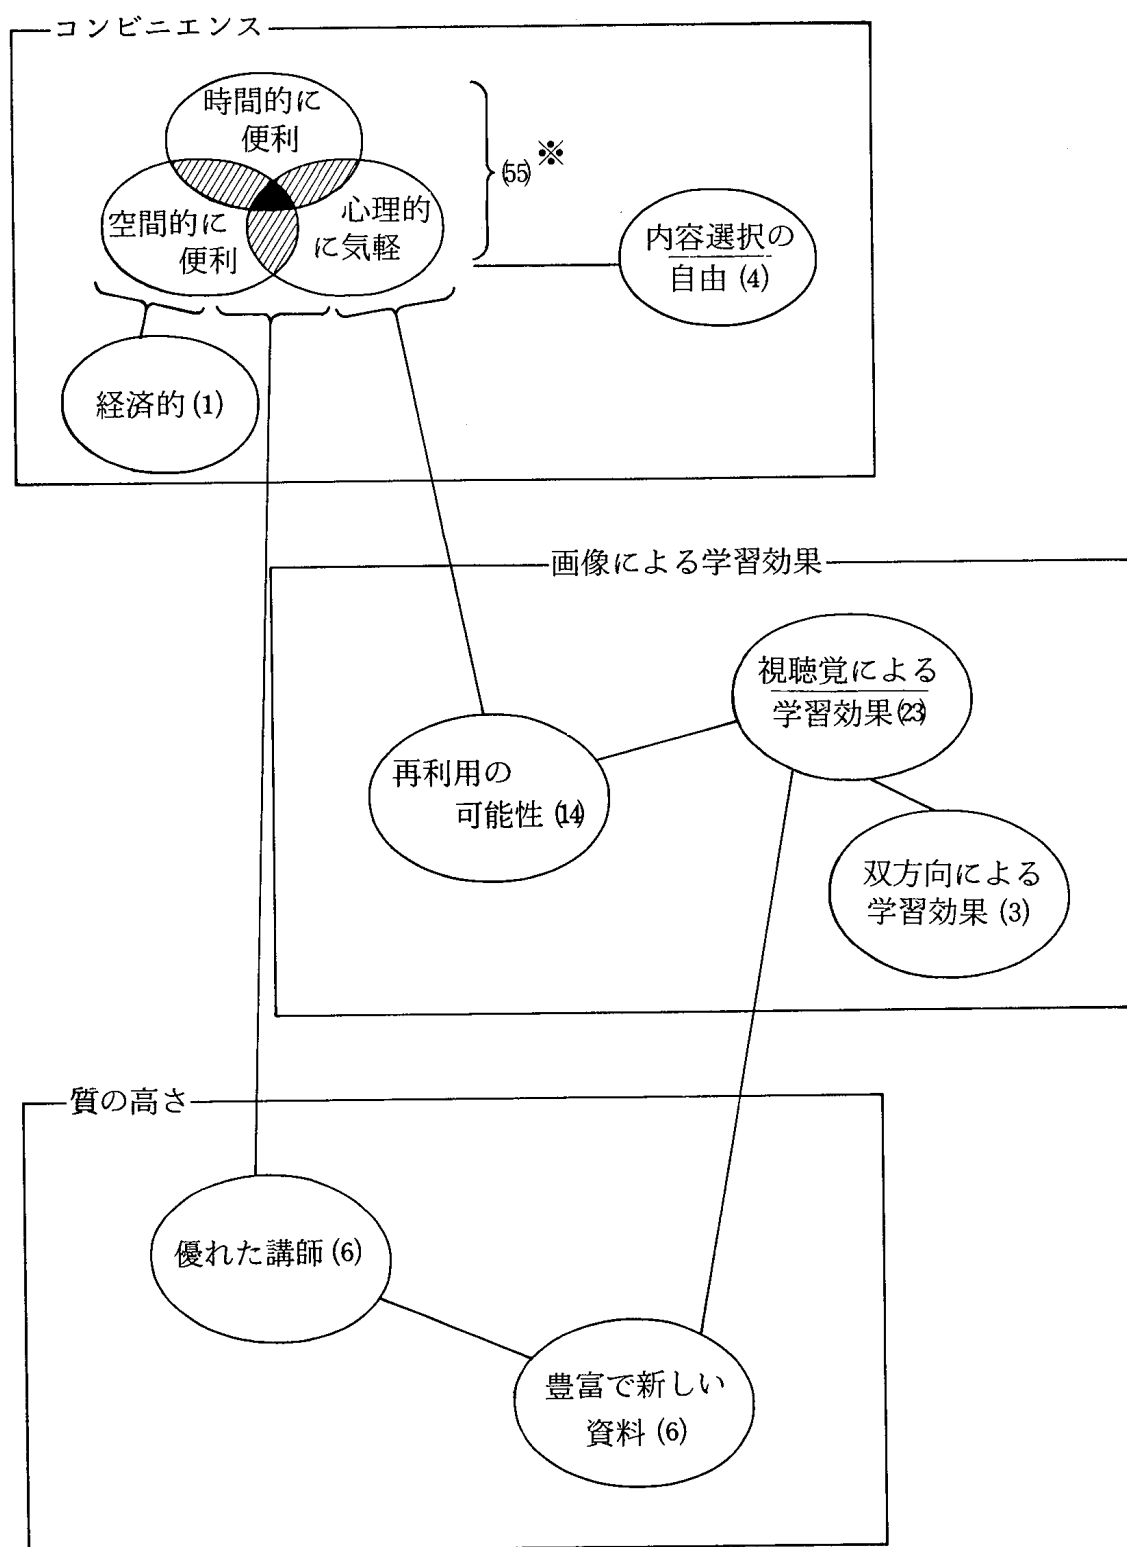 コンビニエンス
時間的に
便利
空間的に
便利
心理的
に気軽
(55)※
内容選択の
自由 (4)
経済的 (1)
画像による学習効果
視聴覚による
学習効果(23)
再利用の
可能性 (14)
双方向による
学習効果 (3)
質の高さ
優れた講師 (6)
豊富で新しい
資料 (6)